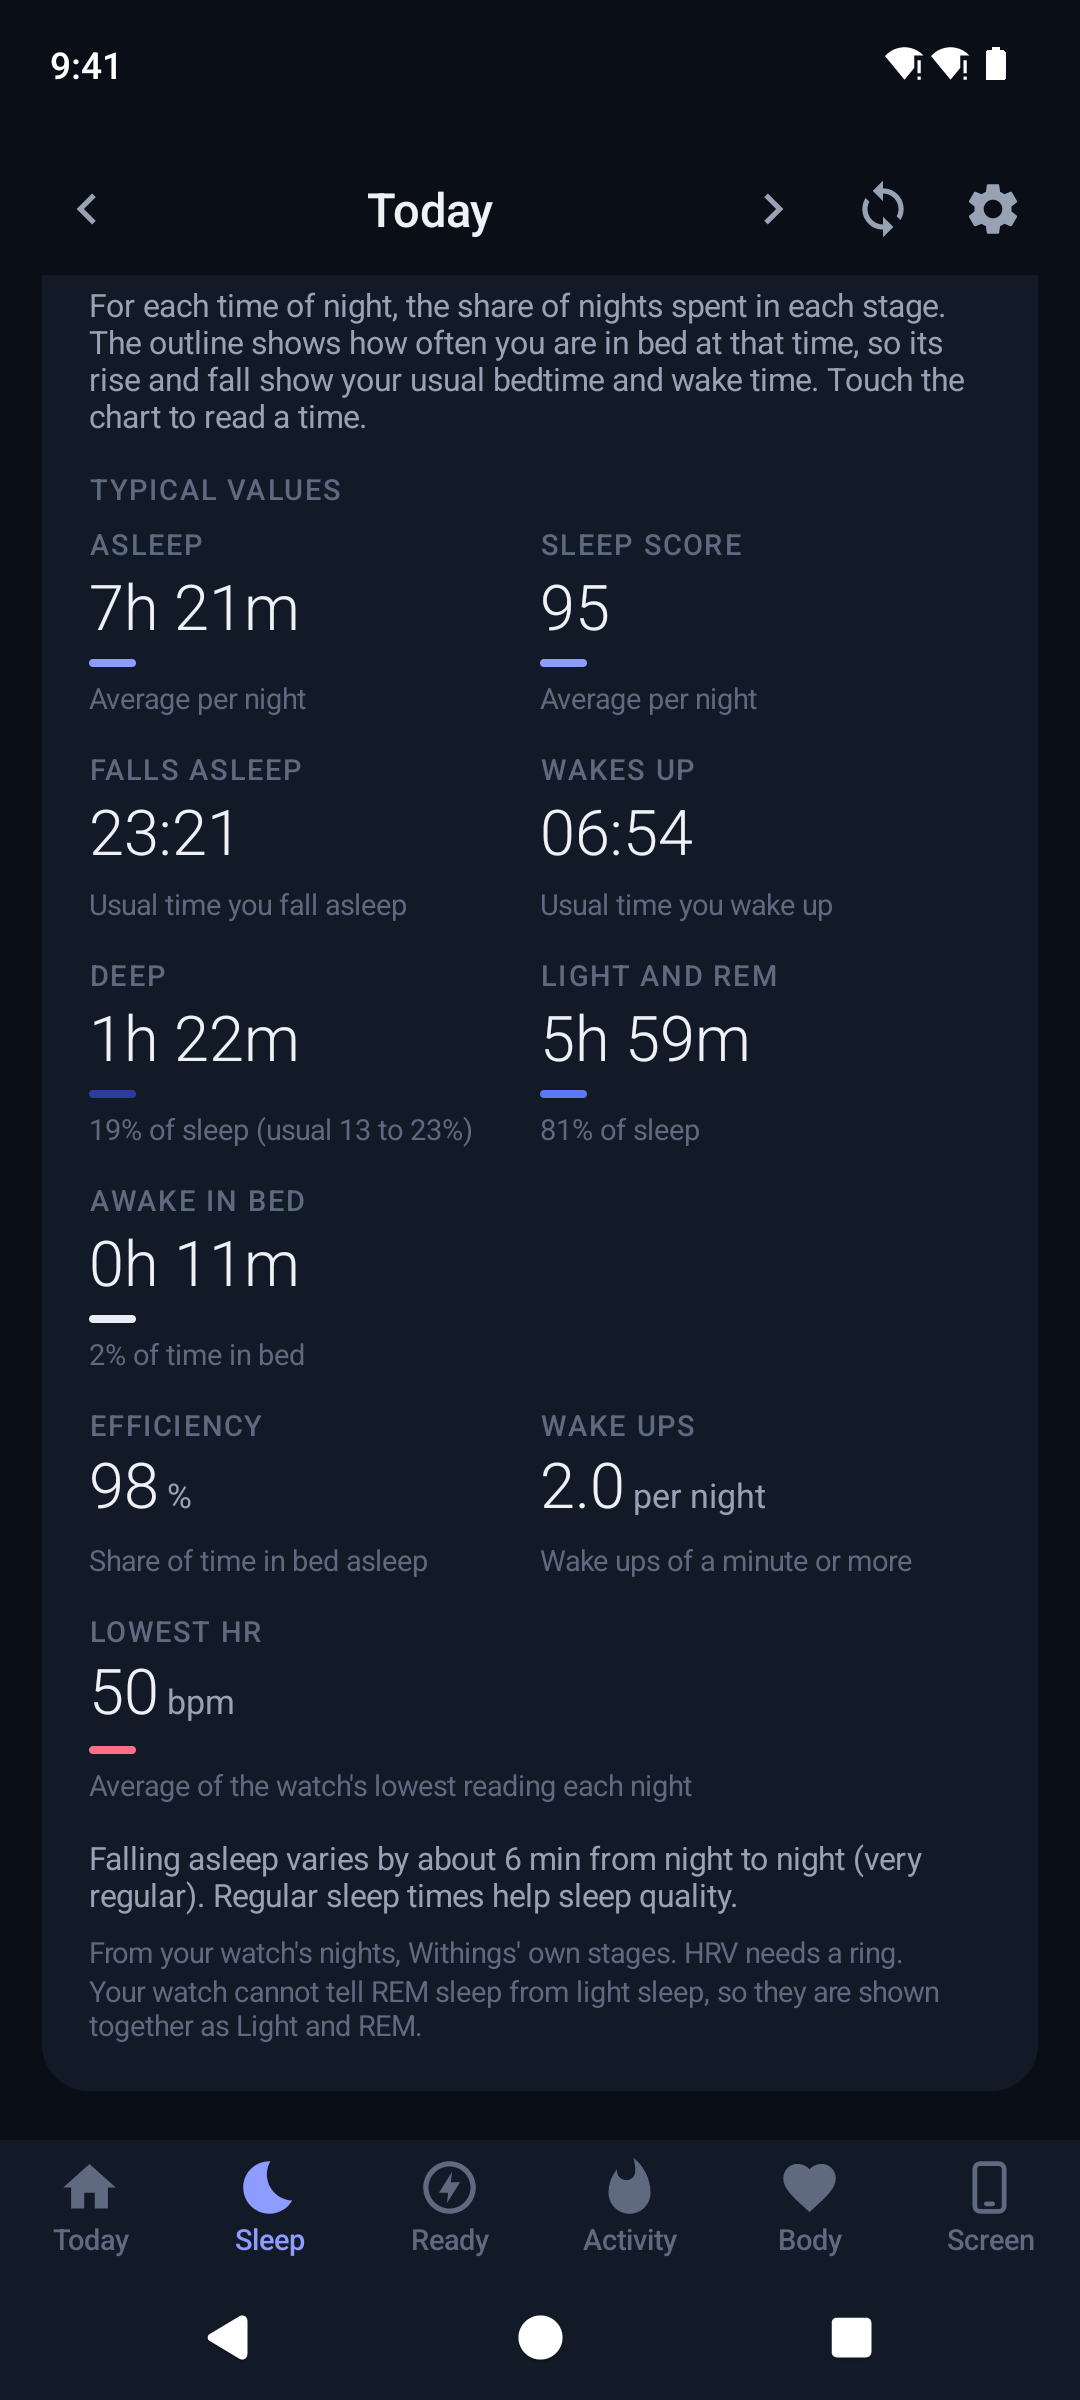 9:41
Today
For each time of night, the share of nights spent in each stage.
The outline shows how often you are in bed at that time, so its
rise and fall show your usual bedtime and wake time. Touch the
chart to read a time.
TYPICAL VALUES
ASLEEP
7h 21m
Average per night
SLEEP SCORE
95
Average per night
FALLS ASLEEP
23:21
Usual time you fall asleep
WAKES UP
06:54
Usual time you wake up
DEEP
1h 22m
19% of sleep (usual 13 to 23%)
LIGHT AND REM
5h 59m
81% of sleep
AWAKE IN BED
0h 11m
2% of time in bed
EFFICIENCY
98 %
Share of time in bed asleep
WAKE UPS
2.0 per night
Wake ups of a minute or more
LOWEST HR
50 bpm
Average of the watch's lowest reading each night
Falling asleep varies by about 6 min from night to night (very
regular). Regular sleep times help sleep quality.
From your watch's nights, Withings' own stages. HRV needs a ring.
Your watch cannot tell REM sleep from light sleep, so they are shown
together as Light and REM.
Today
Sleep
Ready
Activity
Body
Screen